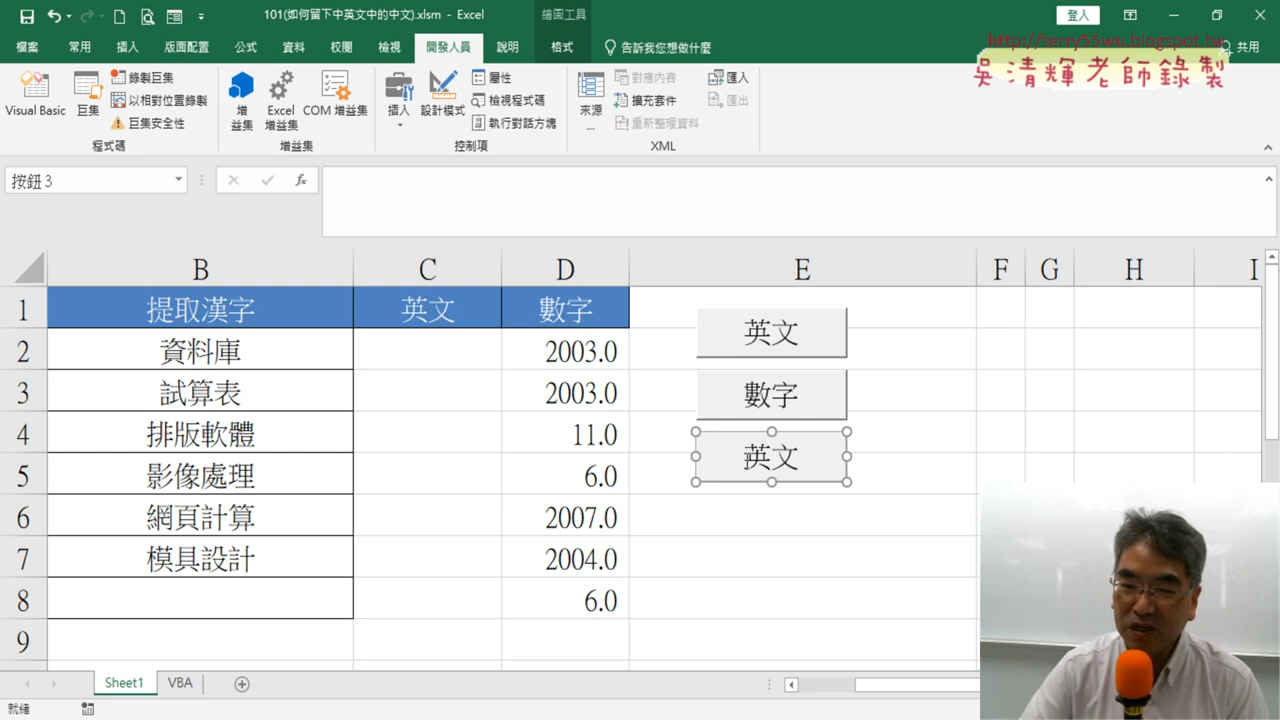 101(如何留下中英文中的中文).xlsm - Excel
繪圖工具
登入
檔案 常用 插入 版面配置 公式 資料 校閱 檢視 開發人員 說明 格式 告訴我您想做什麼 共用
http://terry55wu.blogspot.tw
吳清輝老師錄製
Visual Basic
巨集
錄製巨集
以相對位置錄製
巨集安全性
程式碼
增益集
Excel 增益集
COM 增益集
增益集
插入
設計模式
屬性
檢視程式碼
執行對話方塊
控制項
來源
...
對應內容
擴充套件
重新整理資料
匯入
匯出
XML
按鈕 3
fx
B C D E F G H I
1 提取漢字 英文 數字
2 資料庫 2003.0
3 試算表 2003.0
4 排版軟體 11.0
5 影像處理 6.0
6 網頁計算 2007.0
7 模具設計 2004.0
8 6.0
9
英文
數字
英文
Sheet1 VBA
就緒